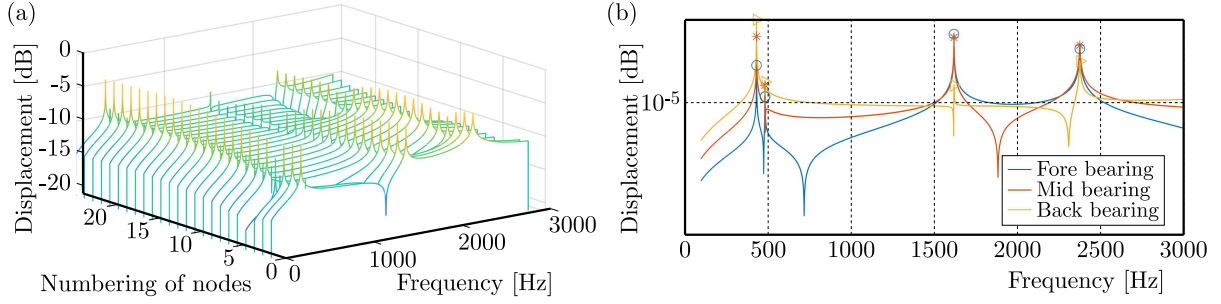 (a)
Displacement [dB]
0
-5
-10
-15
-20
20
15
10
5
0
Numbering of nodes
0
1000
2000
3000
Frequency [Hz]
(b)
Displacement [dB]
10-5
Fore bearing
Mid bearing
Back bearing
0 500 1000 1500 2000 2500 3000
Frequency [Hz]